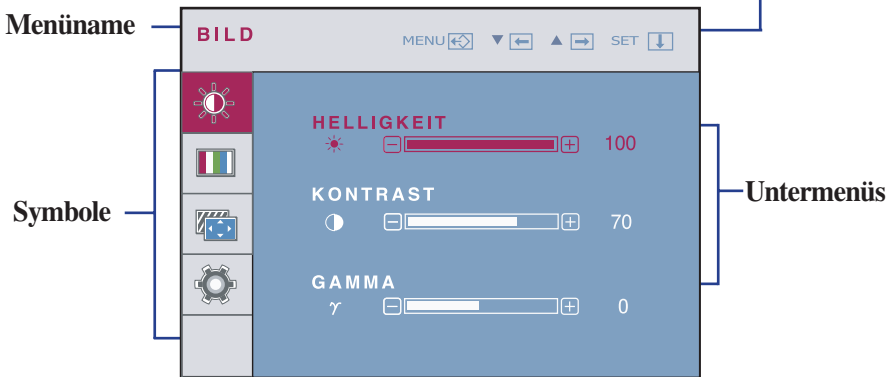 Menüname
BILD
MENU ▼ ▲ SET
HELLIGKEIT
100
Symbole
KONTRAST
70
Untermenüs
GAMMA
γ 0